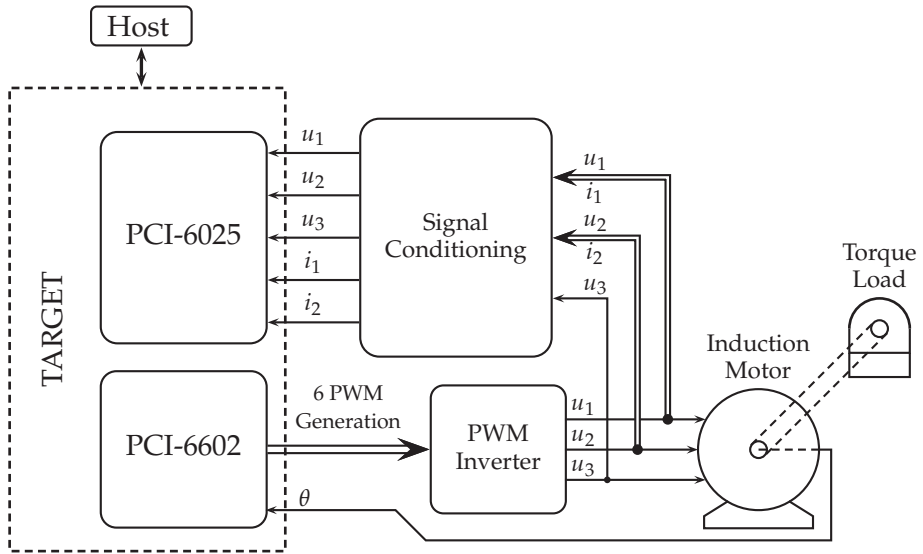 Host
TARGET
PCI-6025
u1
u2
u3
i1
i2
Signal
Conditioning
u1
i1
u2
i2
u3
Torque
Load
Induction
Motor
PCI-6602
6 PWM
Generation
θ
PWM
Inverter
u1
u2
u3